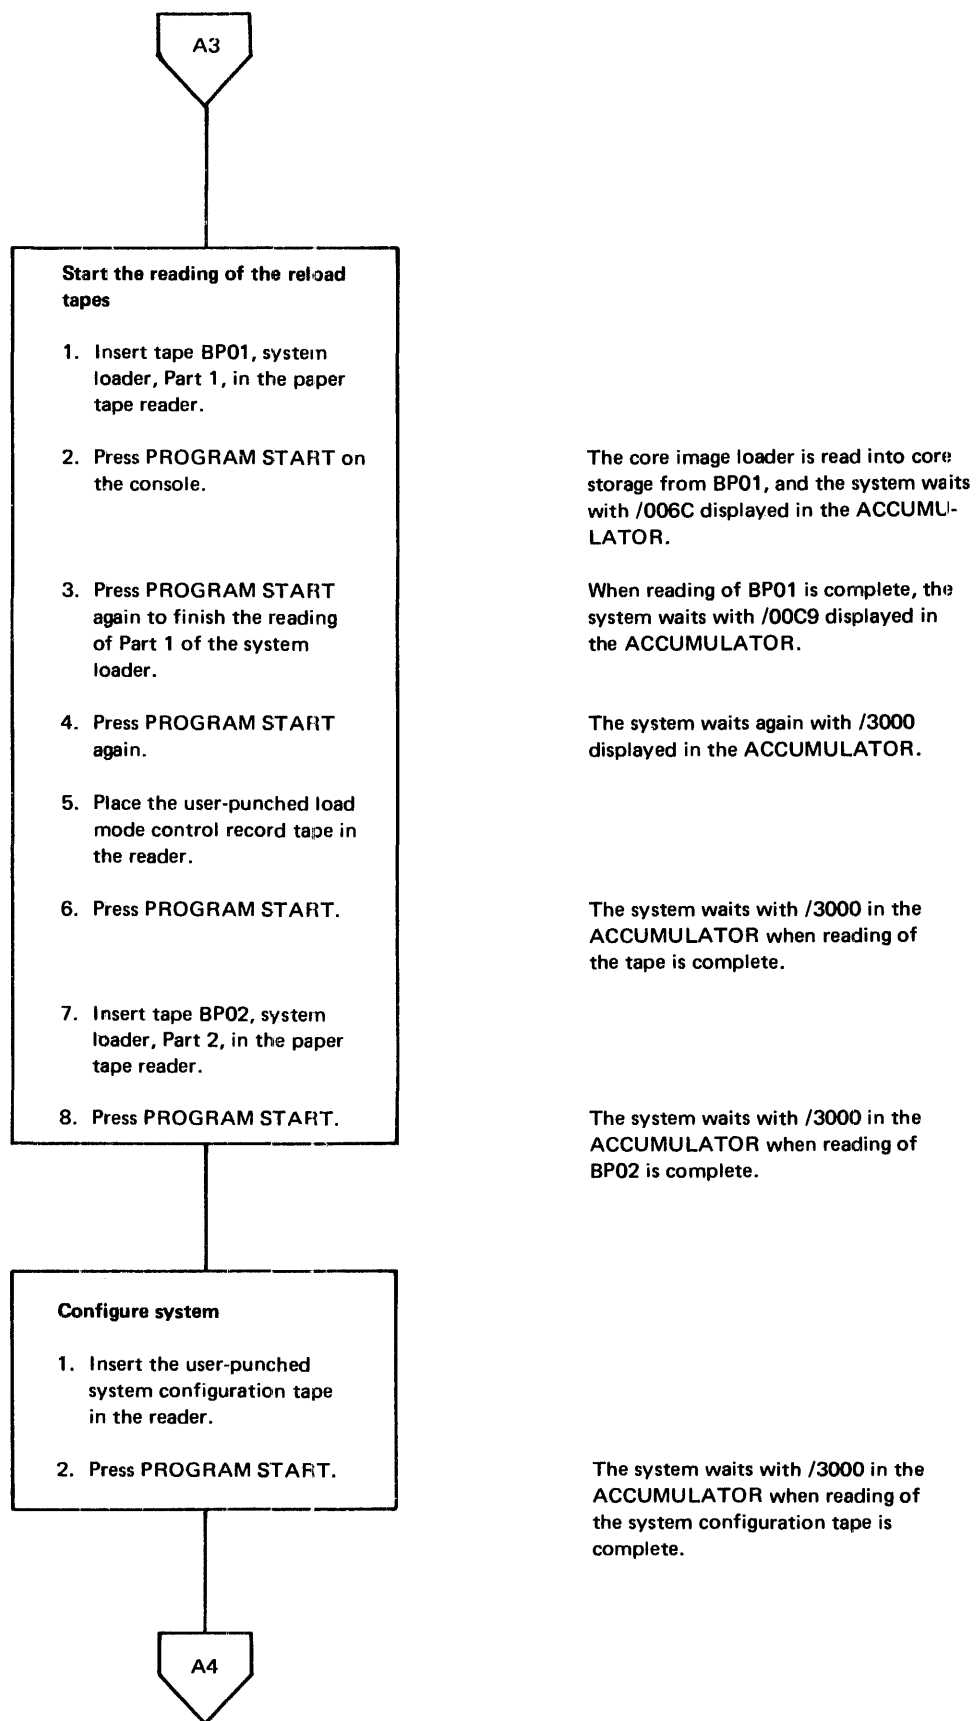 A3
Start the reading of the reload
tapes
1. Insert tape BP01, system
loader, Part 1, in the paper
tape reader.
2. Press PROGRAM START on
the console.
The core image loader is read into core
storage from BP01, and the system waits
with /006C displayed in the ACCUMU-
LATOR.
3. Press PROGRAM START
again to finish the reading
of Part 1 of the system
loader.
When reading of BP01 is complete, the
system waits with /00C9 displayed in
the ACCUMULATOR.
4. Press PROGRAM START
again.
The system waits again with /3000
displayed in the ACCUMULATOR.
5. Place the user-punched load
mode control record tape in
the reader.
6. Press PROGRAM START.
The system waits with /3000 in the
ACCUMULATOR when reading of
the tape is complete.
7. Insert tape BP02, system
loader, Part 2, in the paper
tape reader.
8. Press PROGRAM START.
The system waits with /3000 in the
ACCUMULATOR when reading of
BP02 is complete.
Configure system
1. Insert the user-punched
system configuration tape
in the reader.
2. Press PROGRAM START.
The system waits with /3000 in the
ACCUMULATOR when reading of
the system configuration tape is
complete.
A4